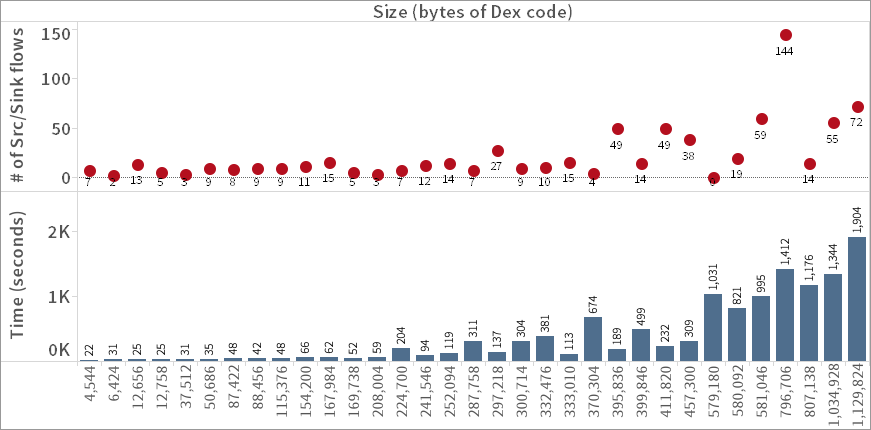 Size (bytes of Dex code)
# of Src/Sink flows
150
100
50
0
7 2 13 5 3 9 8 9 9 11 15 5 3 7 12 14 7 27 9 10 15 4 49 14 49 38 0 19 59 144 14 55 72
Time (seconds)
2K
1K
0K
22 31 25 25 31 35 48 42 48 66 62 52 59 204 94 119 311 137 304 381 113 674 189 499 232 309 1,031 821 995 1,412 1,176 1,344 1,904
4,544 6,424 12,656 12,758 37,512 50,686 87,422 88,456 115,376 154,200 167,984 169,738 208,004 224,700 241,546 252,094 287,758 297,218 300,714 332,476 333,010 370,304 395,836 399,846 411,820 457,300 579,180 580,092 581,046 796,706 807,138 1,034,928 1,129,824